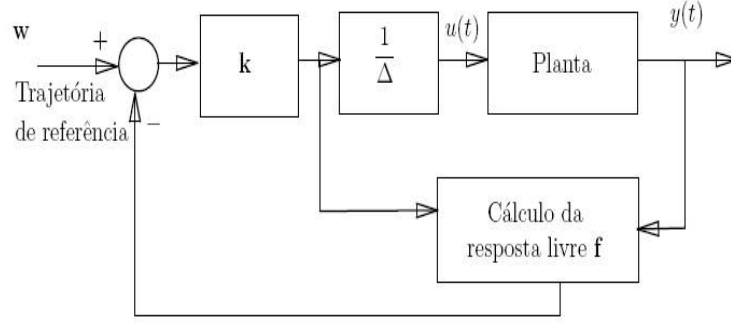 w
+
Trajetória
de referência
−
k
1
Δ
u(t)
Planta
y(t)
Cálculo da
resposta livre f